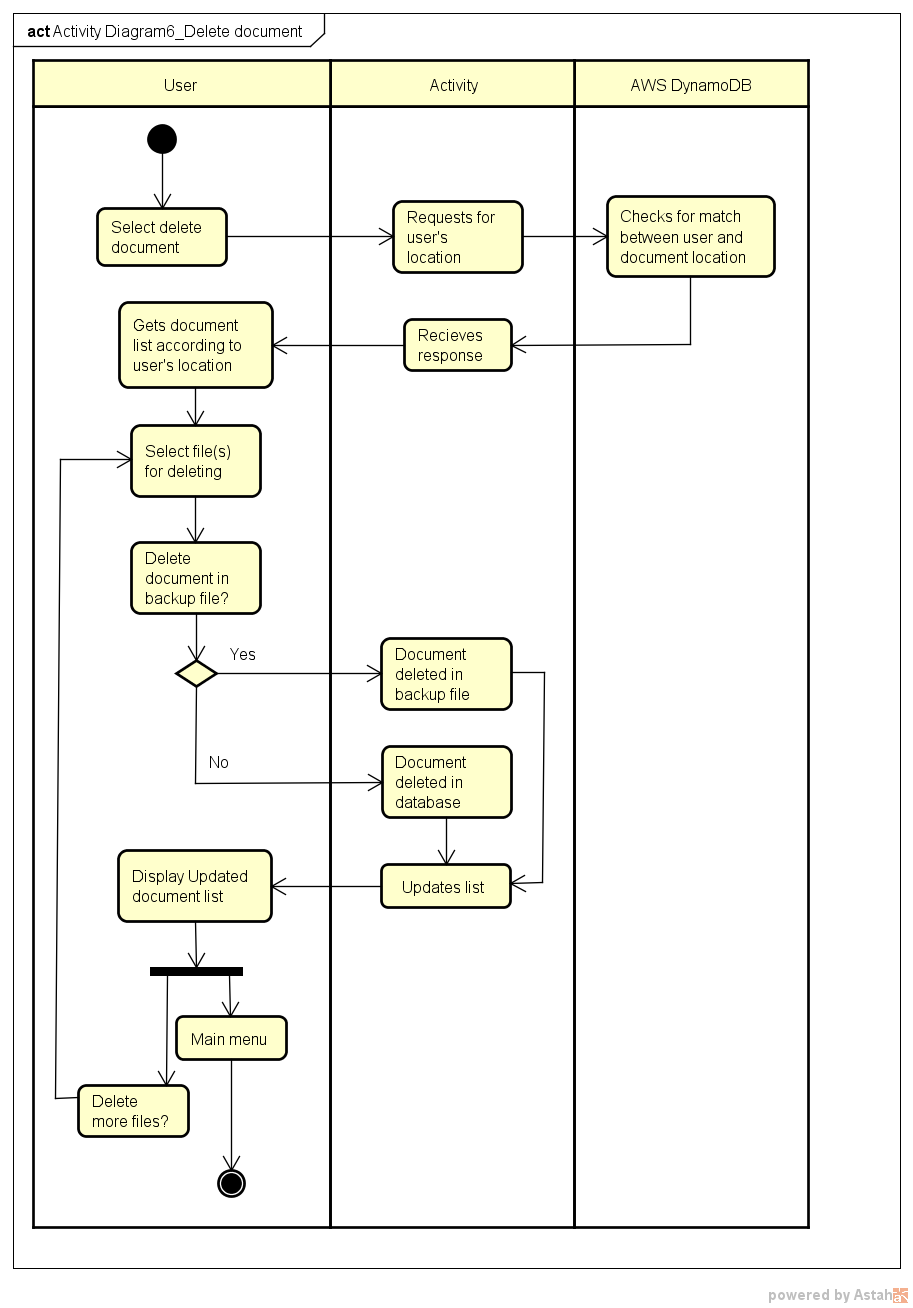 act Activity Diagram6_Delete document
User
Activity
AWS DynamoDB
Select delete
document
Requests for
user's
location
Checks for match
between user and
document location
Gets document
list according to
user's location
Recieves
response
Select file(s)
for deleting
Delete
document in
backup file?
Yes
Document
deleted in
backup file
No
Document
deleted in
database
Display Updated
document list
Updates list
Main menu
Delete
more files?
powered by Astah